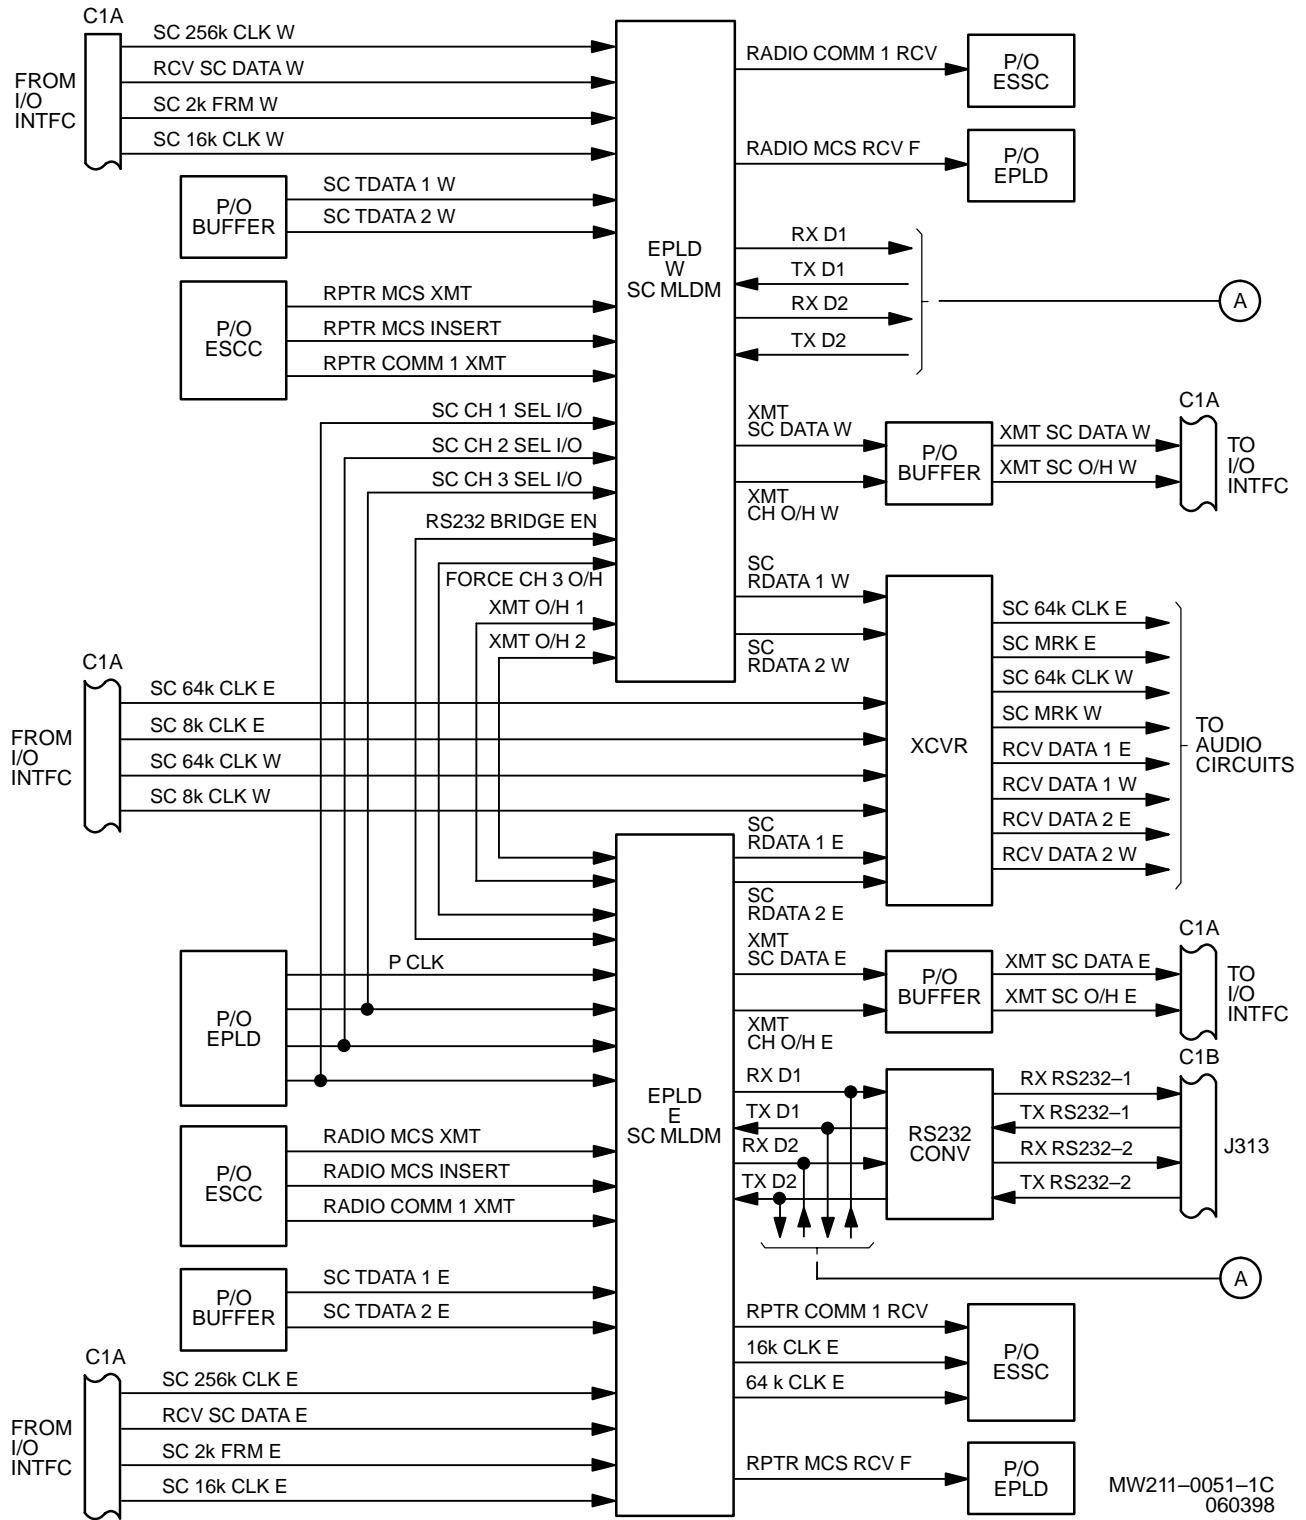 C1A
FROM
I/O
INTFC
SC 256k CLK W
RCV SC DATA W
SC 2k FRM W
SC 16k CLK W
P/O
BUFFER
SC TDATA 1 W
SC TDATA 2 W
P/O
ESCC
RPTR MCS XMT
RPTR MCS INSERT
RPTR COMM 1 XMT
SC CH 1 SEL I/O
SC CH 2 SEL I/O
SC CH 3 SEL I/O
RS232 BRIDGE EN
FORCE CH 3 O/H
XMT O/H 1
XMT O/H 2
EPLD
W
SC MLDM
RADIO COMM 1 RCV
P/O
ESSC
RADIO MCS RCV F
P/O
EPLD
RX D1
TX D1
RX D2
TX D2
A
XMT
SC DATA W
XMT
CH O/H W
P/O
BUFFER
XMT SC DATA W
XMT SC O/H W
C1A
TO
I/O
INTFC
SC
RDATA 1 W
SC
RDATA 2 W
C1A
FROM
I/O
INTFC
SC 64k CLK E
SC 8k CLK E
SC 64k CLK W
SC 8k CLK W
XCVR
SC 64k CLK E
SC MRK E
SC 64k CLK W
SC MRK W
RCV DATA 1 E
RCV DATA 1 W
RCV DATA 2 E
RCV DATA 2 W
TO
AUDIO
CIRCUITS
SC
RDATA 1 E
SC
RDATA 2 E
P/O
EPLD
P CLK
EPLD
E
SC MLDM
XMT
SC DATA E
XMT
CH O/H E
P/O
BUFFER
XMT SC DATA E
XMT SC O/H E
C1A
TO
I/O
INTFC
RX D1
TX D1
RX D2
TX D2
RS232
CONV
RX RS232–1
TX RS232–1
RX RS232–2
TX RS232–2
C1B
J313
A
P/O
ESCC
RADIO MCS XMT
RADIO MCS INSERT
RADIO COMM 1 XMT
P/O
BUFFER
SC TDATA 1 E
SC TDATA 2 E
C1A
FROM
I/O
INTFC
SC 256k CLK E
RCV SC DATA E
SC 2k FRM E
SC 16k CLK E
RPTR COMM 1 RCV
16k CLK E
64 k CLK E
P/O
ESSC
RPTR MCS RCV F
P/O
EPLD
MW211–0051–1C
060398